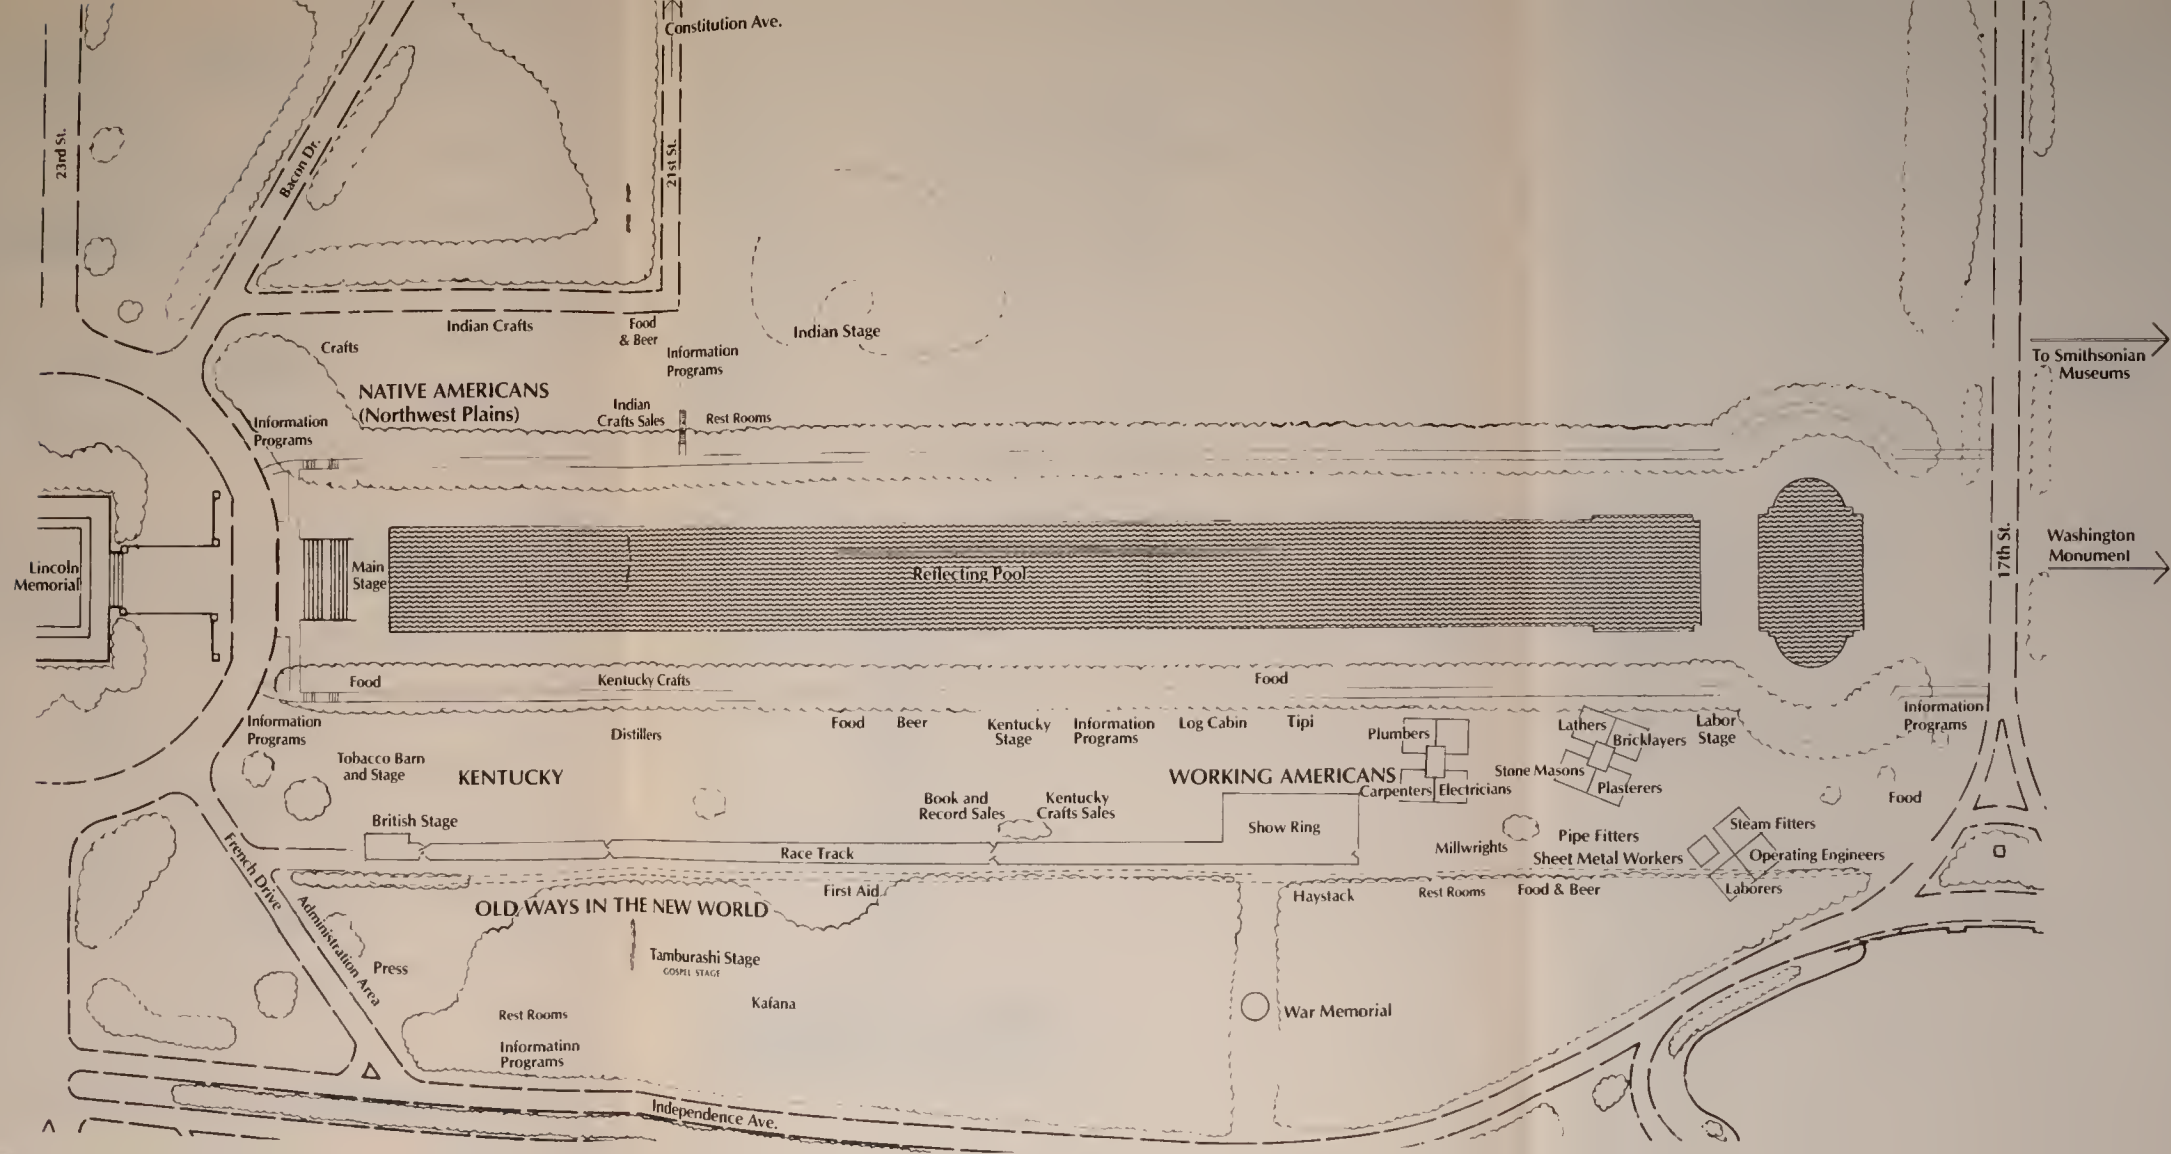 Constitution Ave.
23rd St.
Bacon Dr.
21st St.
Indian Crafts
Food
& Beer
Indian Stage
Crafts
Information
Programs
To Smithsonian
Museums
NATIVE AMERICANS
(Northwest Plains)
Indian
Crafts Sales
Rest Rooms
Information
Programs
17th St.
Washington
Monument
Lincoln
Memorial
Main
Stage
Reflecting Pool
Food
Kentucky Crafts
Food
Information
Programs
Information
Programs
Distillers
Food
Beer
Kentucky
Stage
Information
Programs
Log Cabin
Tipi
Plumbers
Lathers
Bricklayers
Labor
Stage
Tobacco Barn
and Stage
KENTUCKY
WORKING AMERICANS
Stone Masons
Carpenters
Electricians
Plasterers
Book and
Record Sales
Kentucky
Crafts Sales
Food
British Stage
Show Ring
Steam Fitters
Pipe Fitters
Millwrights
Race Track
Sheet Metal Workers
Operating Engineers
French Drive
First Aid
Haystack
Rest Rooms
Food & Beer
Laborers
OLD WAYS IN THE NEW WORLD
Administration Area
Press
Tamburashi Stage
GOSPEL STAGE
Kafana
War Memorial
Rest Rooms
Informatinn
Programs
Independence Ave.